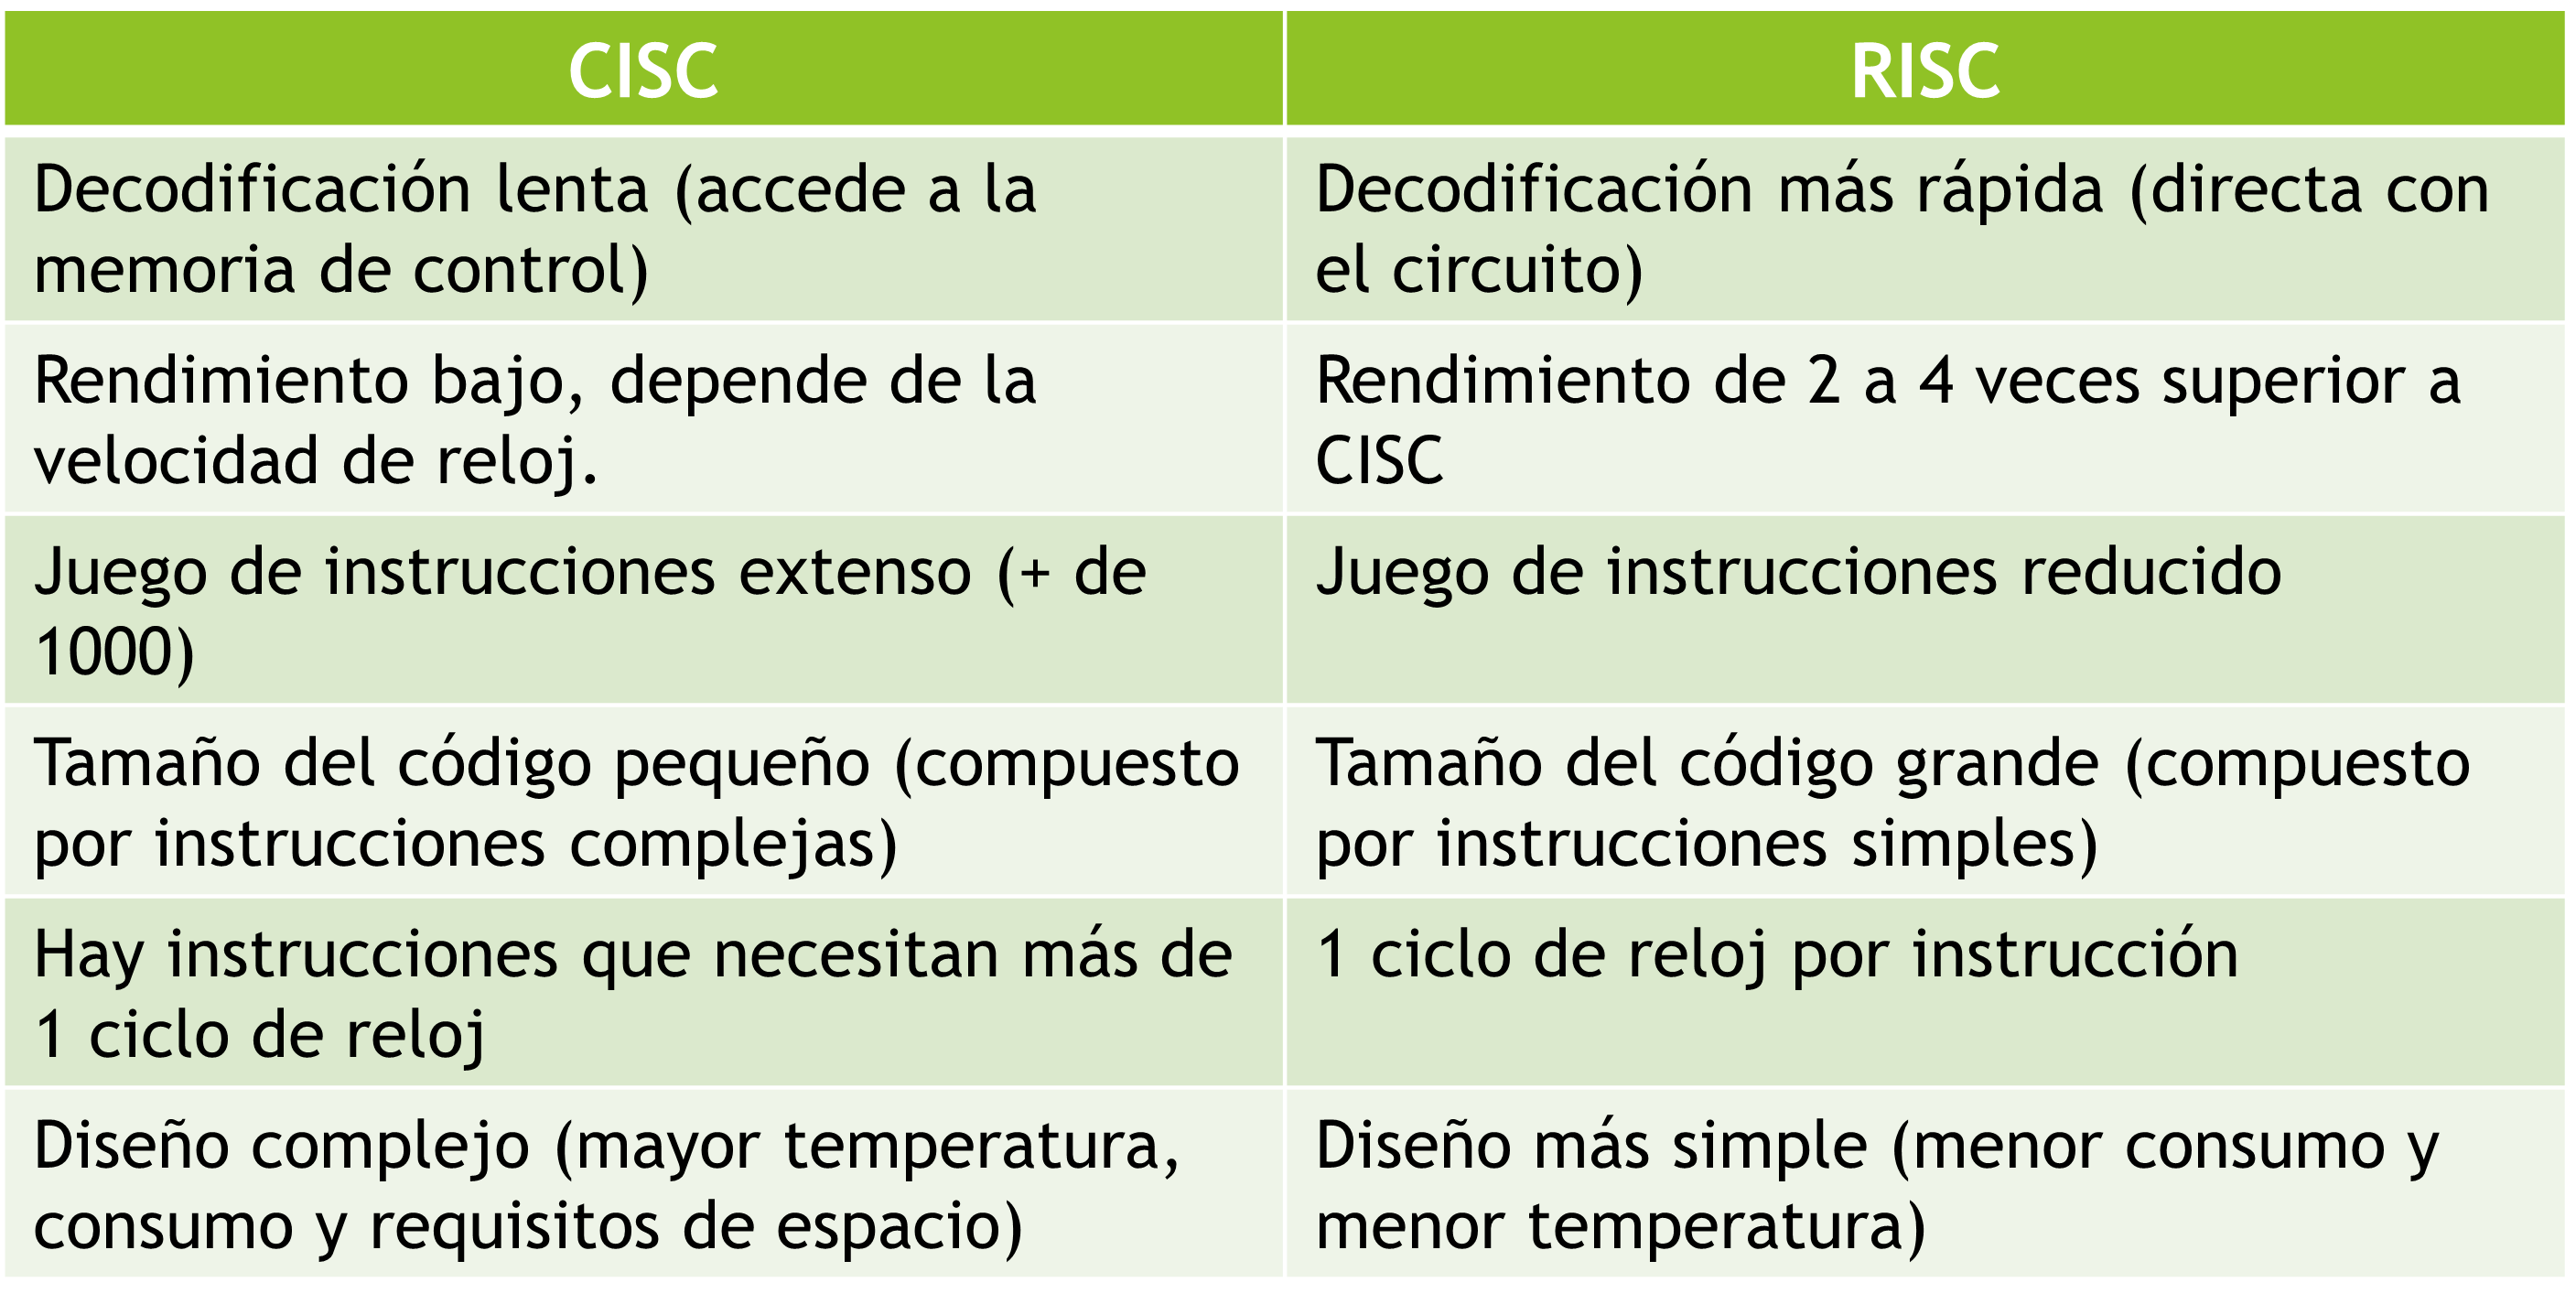 CISC
RISC
Decodificación lenta (accede a la
memoria de control)
Decodificación más rápida (directa con
el circuito)
Rendimiento bajo, depende de la
velocidad de reloj.
Rendimiento de 2 a 4 veces superior a
CISC
Juego de instrucciones extenso (+ de
1000)
Juego de instrucciones reducido
Tamaño del código pequeño (compuesto
por instrucciones complejas)
Tamaño del código grande (compuesto
por instrucciones simples)
Hay instrucciones que necesitan más de
1 ciclo de reloj
1 ciclo de reloj por instrucción
Diseño complejo (mayor temperatura,
consumo y requisitos de espacio)
Diseño más simple (menor consumo y
menor temperatura)